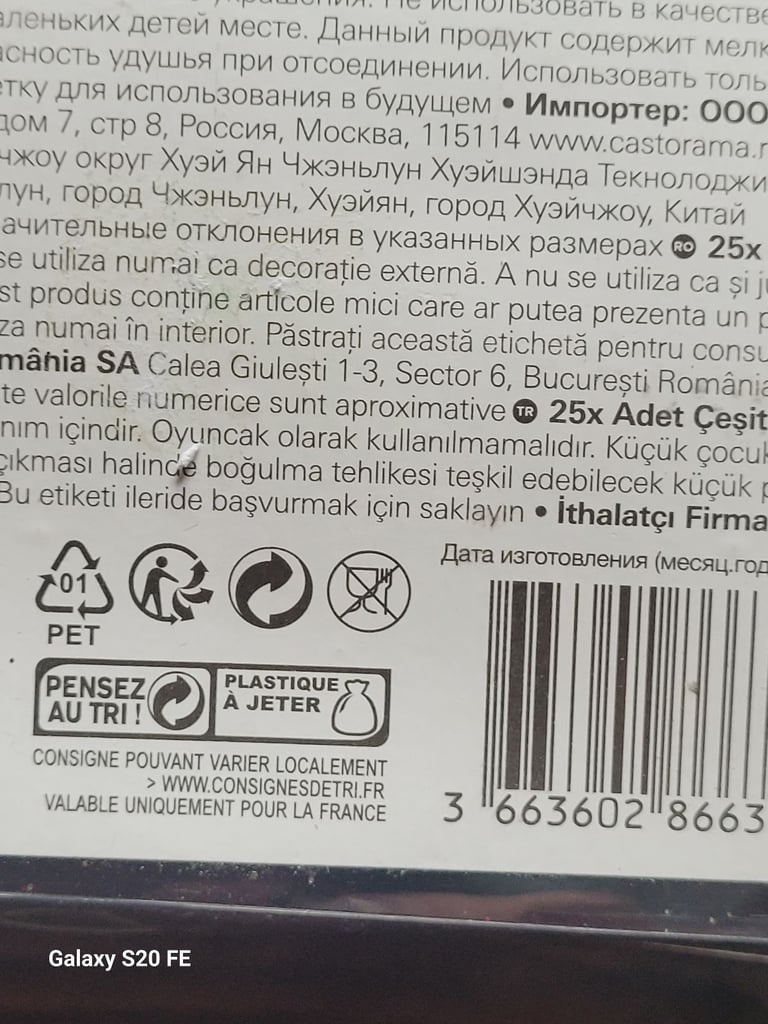 Не использовать в качестве
аленьких детей месте. Данный продукт содержит мелк
асность удушья при отсоединении. Использовать толь
етку для использования в будущем • Импортер: ООО
дом 7, стр 8, Россия, Москва, 115114 www.castorama.r
чжоу округ Хуэй Ян Чжэньлун Хуэйшэнда Текнолоджи
лун, город Чжэньлун, Хуэйян, город Хуэйчжоу, Китай
ачительные отклонения в указанных размерах RO 25x
se utiliza numai ca decorație externă. A nu se utiliza ca și ju
st produs conține articole mici care ar putea prezenta un p
za numai în interior. Păstrați această etichetă pentru consu
mânia SA Calea Giulești 1-3, Sector 6, București România
te valorile numerice sunt aproximative TR 25x Adet Çeşit
nım içindir. Oyuncak olarak kullanılmamalıdır. Küçük çocuk
çıkması halinde boğulma tehlikesi teşkil edebilecek küçük p
Bu etiketi ileride başvurmak için saklayın • İthalatçı Firma
Дата изготовления (месяц.год
01
PET
PENSEZ
AU TRI !
PLASTIQUE
À JETER
CONSIGNE POUVANT VARIER LOCALEMENT
> WWW.CONSIGNESDETRI.FR
VALABLE UNIQUEMENT POUR LA FRANCE
3 663602 8663
Galaxy S20 FE